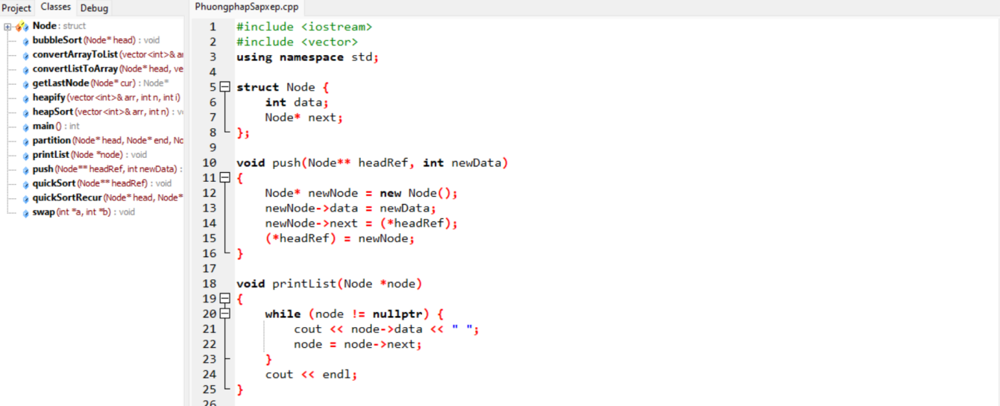 Project Classes Debug
Node : struct
bubbleSort (Node* head) : void
convertArrayToList (vector<int>& ar
convertListToArray (Node* head, ve
getLastNode (Node* cur) : Node*
heapify (vector<int>& arr, int n, int i)
heapSort (vector<int>& arr, int n) : v
main () : int
partition (Node* head, Node* end, No
printList (Node *node) : void
push (Node** headRef, int newData) :
quickSort (Node** headRef) : void
quickSortRecur (Node* head, Node*
swap (int *a, int *b) : void
PhuongphapSapxep.cpp
1 #include <iostream>
2 #include <vector>
3 using namespace std;
4
5 struct Node {
6 int data;
7 Node* next;
8 };
9
10 void push(Node** headRef, int newData)
11 {
12 Node* newNode = new Node();
13 newNode->data = newData;
14 newNode->next = (*headRef);
15 (*headRef) = newNode;
16 }
17
18 void printList(Node *node)
19 {
20 while (node != nullptr) {
21 cout << node->data << " ";
22 node = node->next;
23 }
24 cout << endl;
25 }
26